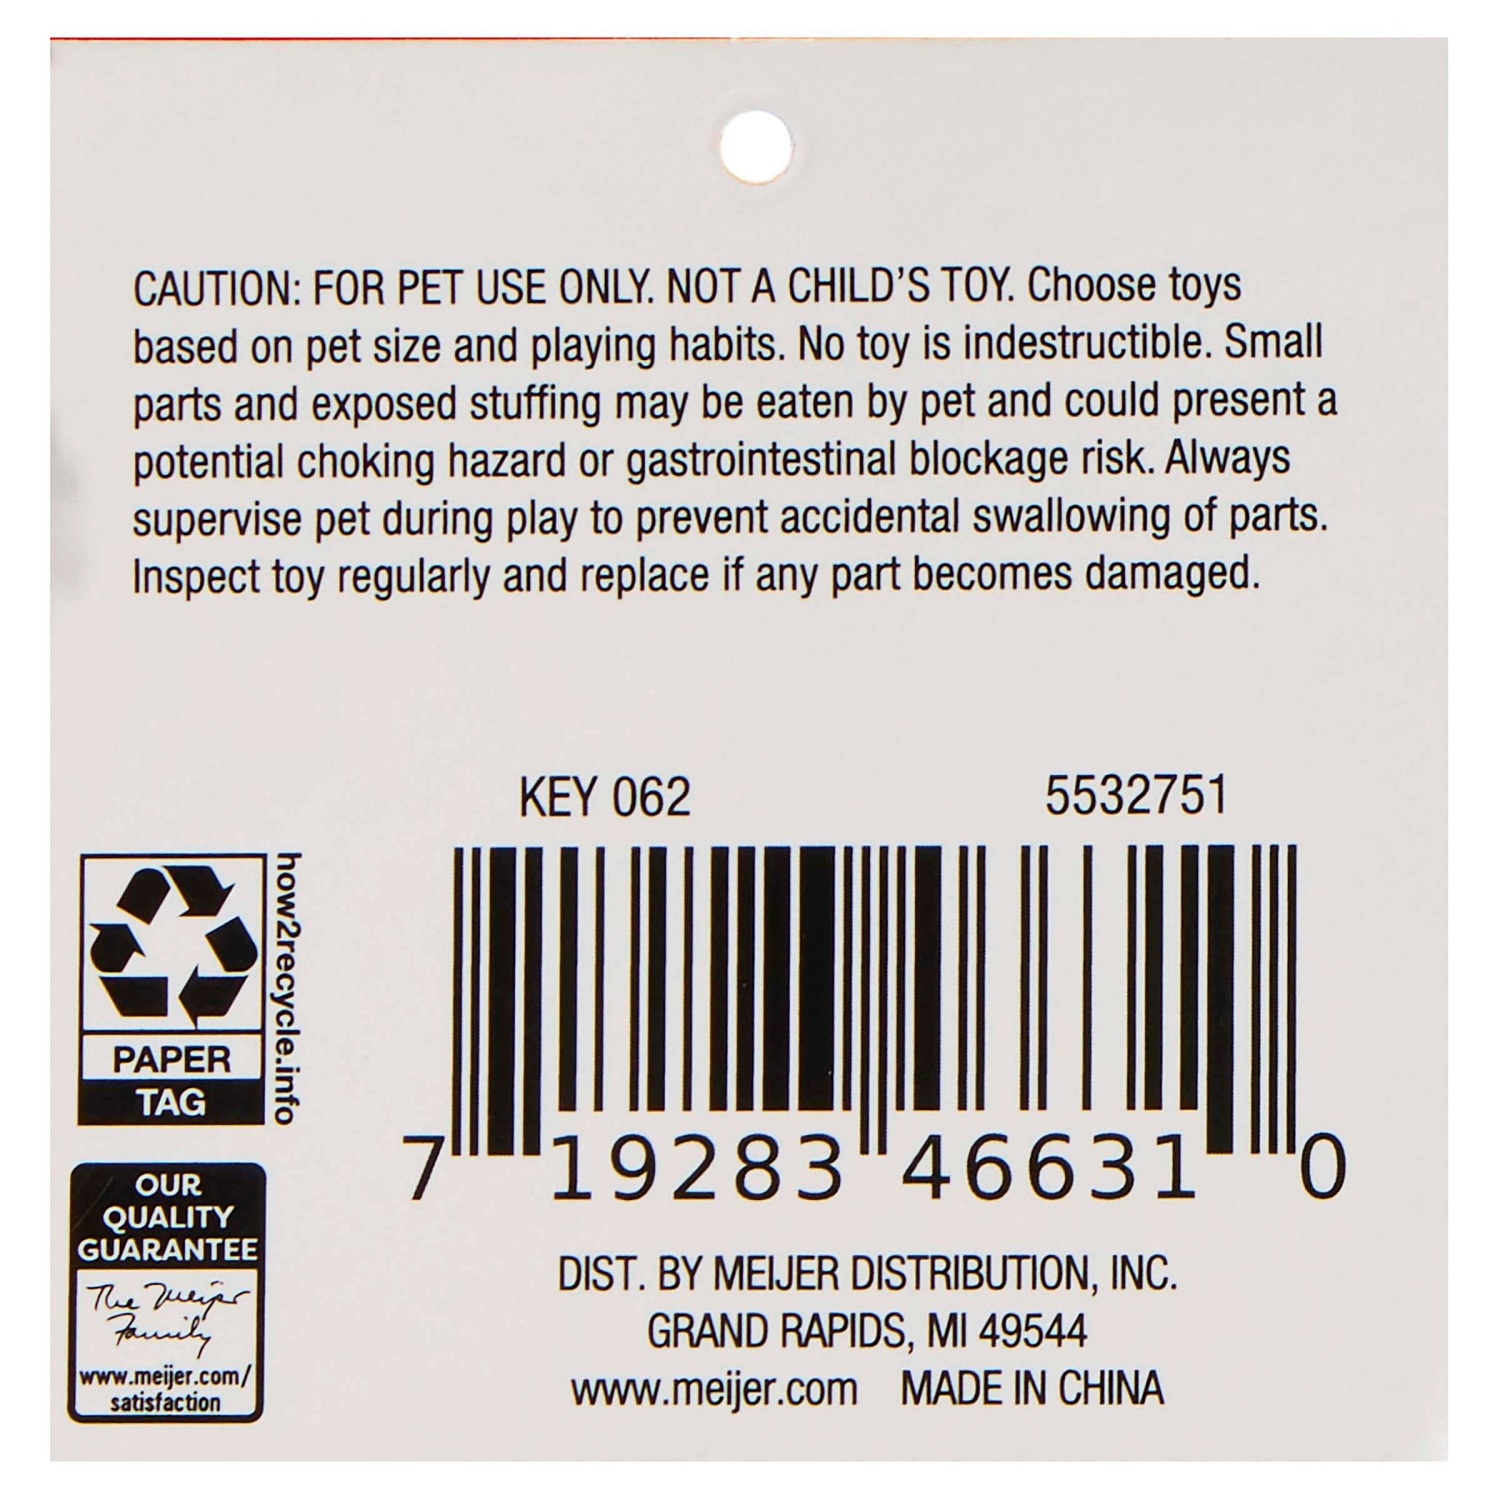 CAUTION: FOR PET USE ONLY. NOT A CHILD'S TOY. Choose toys
based on pet size and playing habits. No toy is indestructible. Small
parts and exposed stuffing may be eaten by pet and could present a
potential choking hazard or gastrointestinal blockage risk. Always
supervise pet during play to prevent accidental swallowing of parts.
Inspect toy regularly and replace if any part becomes damaged.
KEY 062 5532751
how2recycle.info
PAPER
TAG
7 19283 46631 0
OUR
QUALITY
GUARANTEE
The Meijer
Family
www.meijer.com/
satisfaction
DIST. BY MEIJER DISTRIBUTION, INC.
GRAND RAPIDS, MI 49544
www.meijer.com MADE IN CHINA